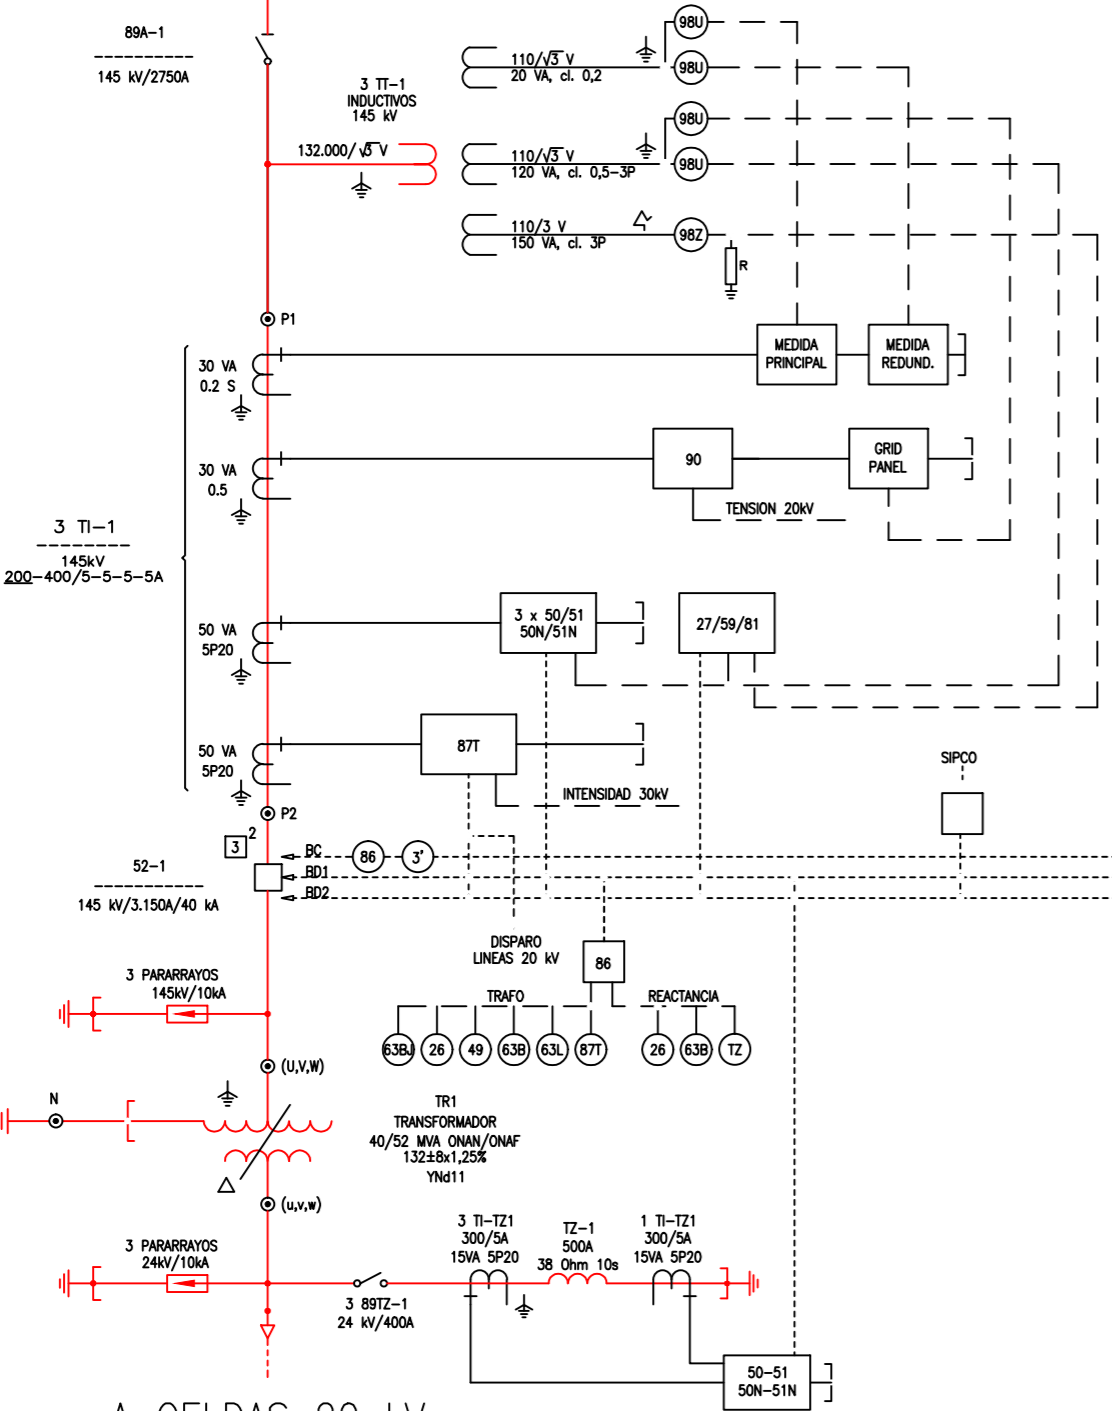 89A-1
145 kV/2750A
3 TT-1
INDUCTIVOS
145 kV
132.000/√3 V
110/√3 V
20 VA, cl. 0,2
98U
98U
110/√3 V
120 VA, cl. 0,5-3P
98U
98U
110/3 V
150 VA, cl. 3P
98Z
R
P1
30 VA
0.2 S
MEDIDA
PRINCIPAL
MEDIDA
REDUND.
30 VA
0.5
90
GRID
PANEL
TENSION 20kV
3 TI-1
145kV
200-400/5-5-5-5A
50 VA
5P20
3 x 50/51
50N/51N
27/59/81
50 VA
5P20
87T
INTENSIDAD 30kV
SIPCO
P2
3
2
BC
86
3'
BD1
BD2
52-1
145 kV/3.150A/40 kA
DISPARO
LINEAS 20 kV
86
3 PARARRAYOS
145kV/10kA
TRAFO
REACTANCIA
63BJ
26
49
63B
63L
87T
26
63B
TZ
(U,V,W)
N
TR1
TRANSFORMADOR
40/52 MVA ONAN/ONAF
132±8x1,25%
YNd11
(u,v,w)
3 PARARRAYOS
24kV/10kA
3 89TZ-1
24 kV/400A
3 TI-TZ1
300/5A
15VA 5P20
TZ-1
500A
38 Ohm 10s
1 TI-TZ1
300/5A
15VA 5P20
50-51
50N-51N